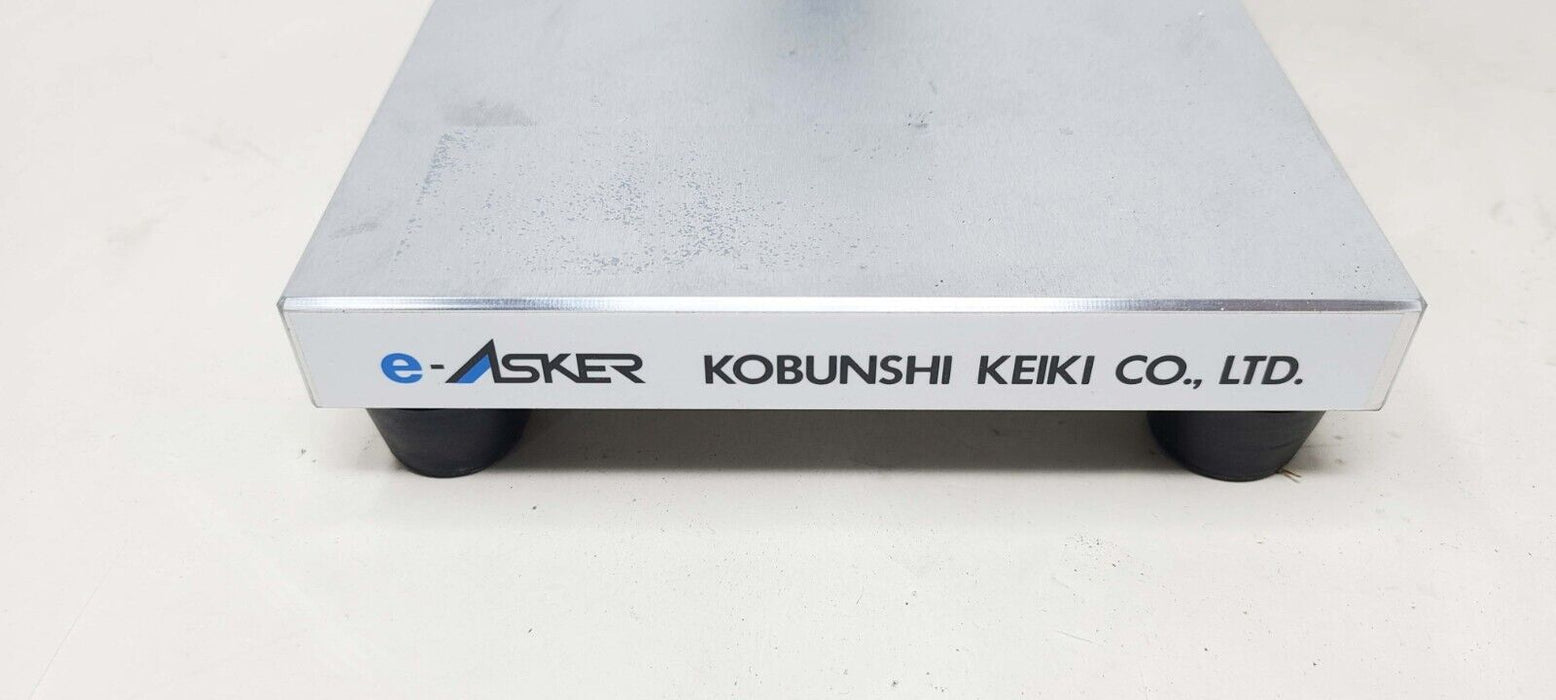 e-ASKER KOBUNSHI KEIKI CO., LTD.